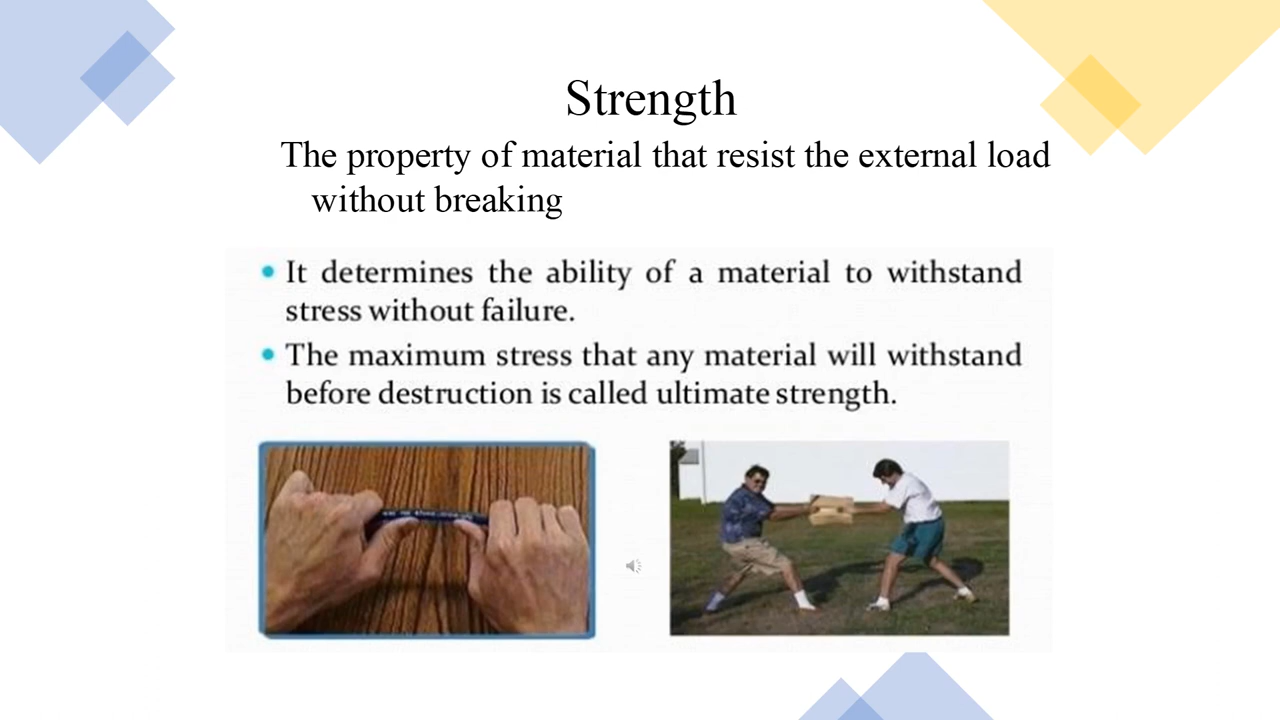 Strength
The property of material that resist the external load
without breaking
• It determines the ability of a material to withstand
stress without failure.
• The maximum stress that any material will withstand
before destruction is called ultimate strength.